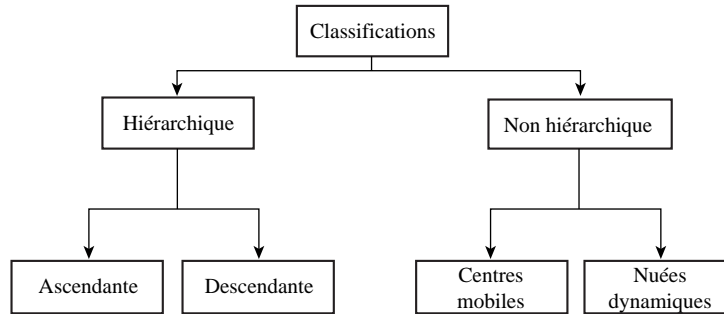 Classifications
Hiérarchique
Non hiérarchique
Ascendante
Descendante
Centres
mobiles
Nuées
dynamiques